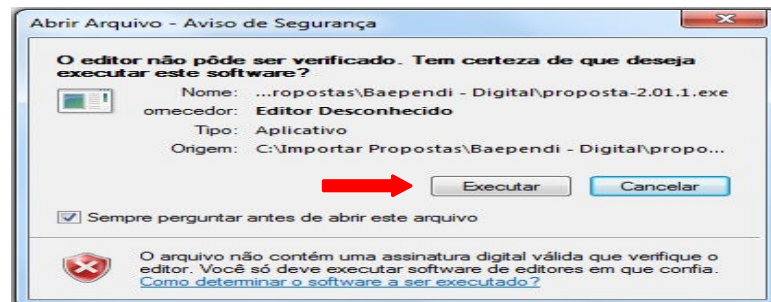 Abrir Arquivo - Aviso de Segurança
O editor não pôde ser verificado. Tem certeza de que deseja
executar este software?
Nome: ...ropostas\Baependi - Digital\proposta-2.01.1.exe
ornecedor: Editor Desconhecido
Tipo: Aplicativo
Origem: C:\Importar Propostas\Baependi - Digital\propo...
Executar Cancelar
Sempre perguntar antes de abrir este arquivo
O arquivo não contém uma assinatura digital válida que verifique o
editor. Você só deve executar software de editores em que confia.
Como determinar o software a ser executado?